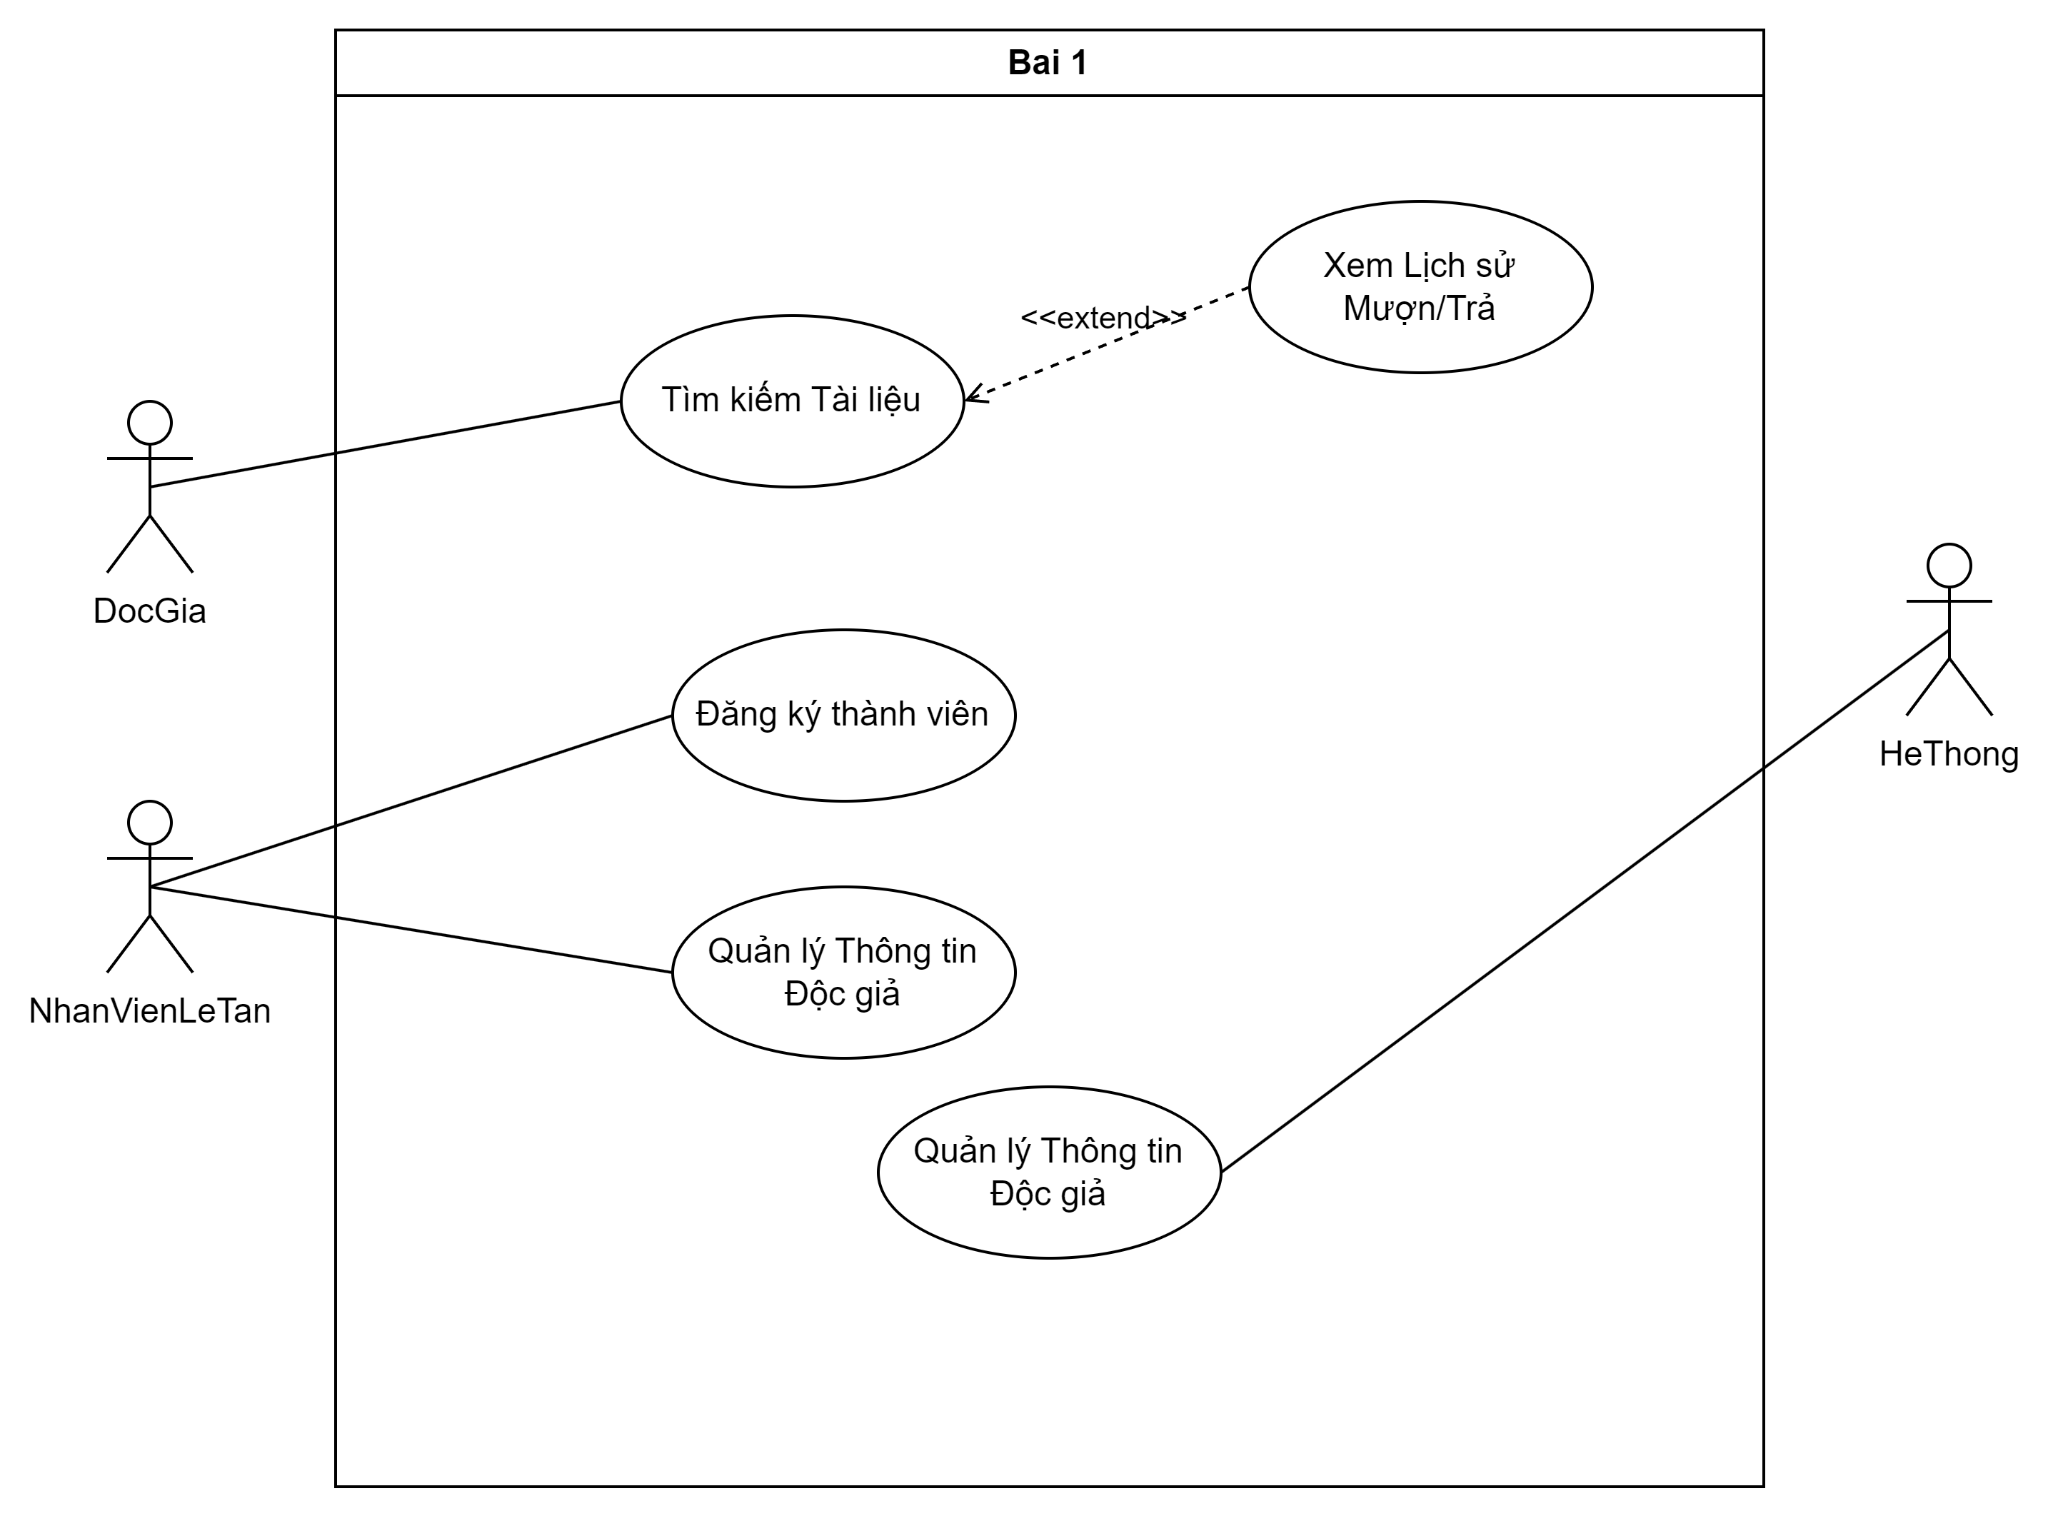 Bai 1
Xem Lịch sử
Mượn/Trả
<<extend>>
Tìm kiếm Tài liệu
DocGia
Đăng ký thành viên
HeThong
Quản lý Thông tin
Độc giả
NhanVienLeTan
Quản lý Thông tin
Độc giả